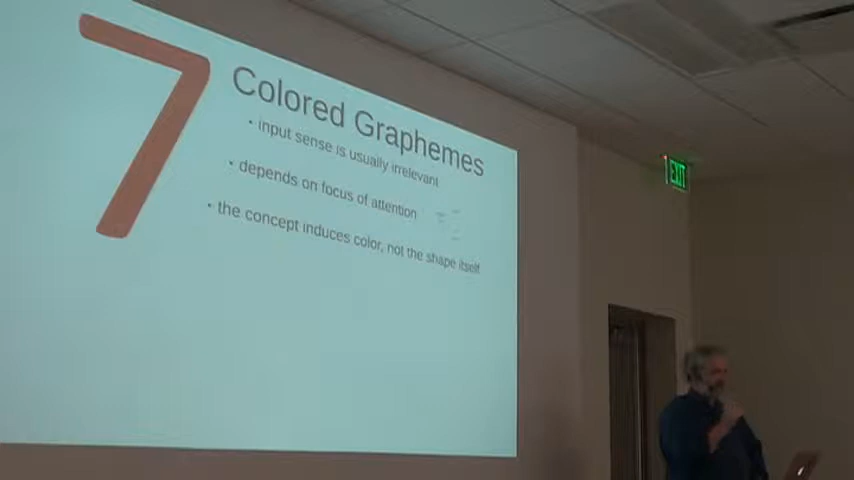 7
Colored Graphemes
• input sense is usually irrelevant
• depends on focus of attention
• the concept induces color, not the shape itself
EXIT